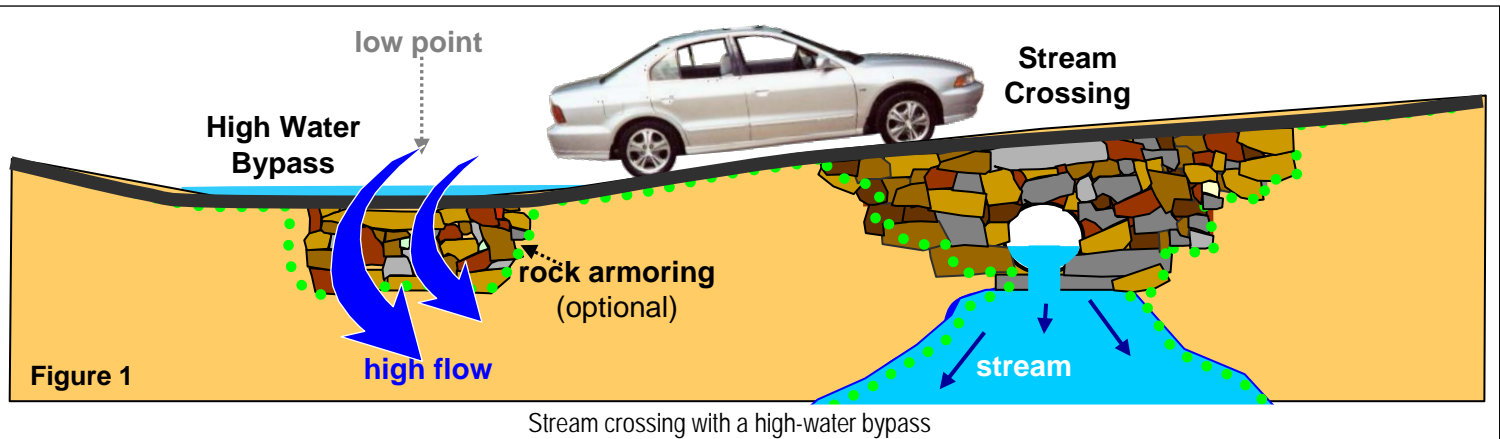 low point
Stream
Crossing
High Water
Bypass
rock armoring
(optional)
high flow
stream
Figure 1
Stream crossing with a high-water bypass